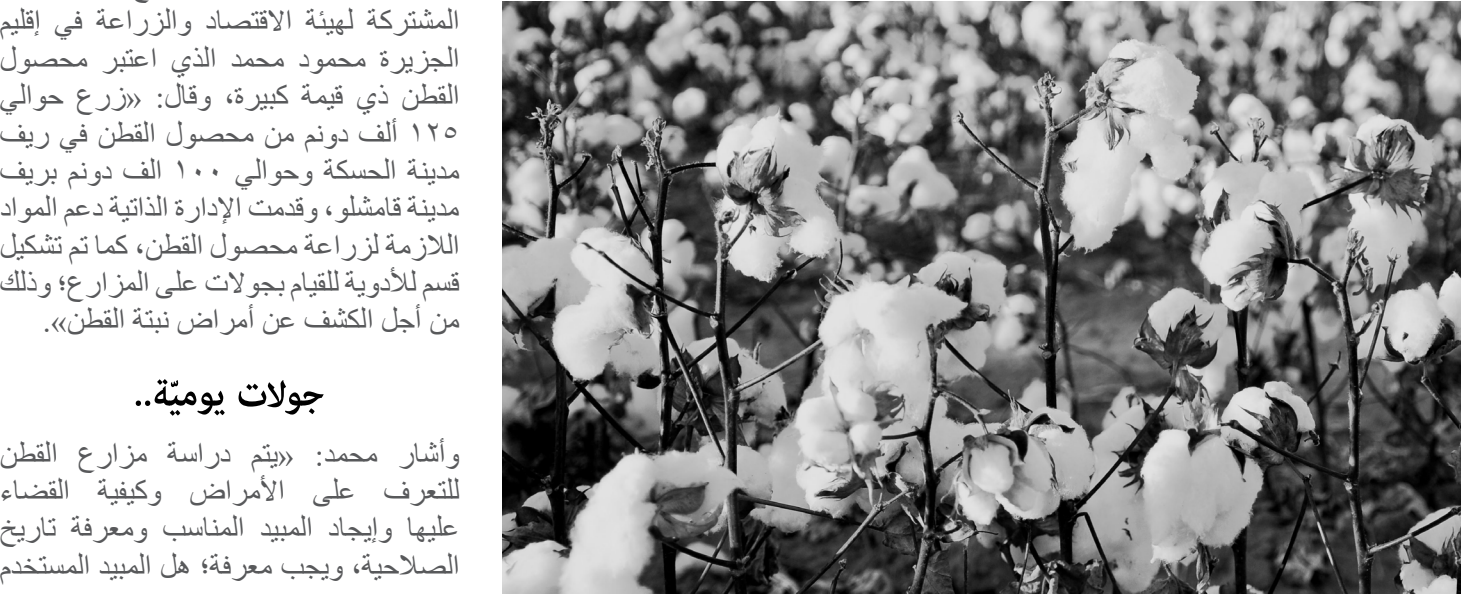 المشتركة لهيئة الاقتصاد والزراعة في إقليم
الجزيرة محمود محمد الذي اعتبر محصول
القطن ذي قيمة كبيرة، وقال: «زرع حوالي
١٢٥ ألف دونم من محصول القطن في ريف
مدينة الحسكة وحوالي ١٠٠ الف دونم بريف
مدينة قامشلو، وقدمت الإدارة الذاتية دعم المواد
اللازمة لزراعة محصول القطن، كما تم تشكيل
قسم للأدوية للقيام بجولات على المزارع؛ وذلك
من أجل الكشف عن أمراض نبتة القطن».
جولات يوميّة..
وأشار محمد: «يتم دراسة مزارع القطن
للتعرف على الأمراض وكيفية القضاء
عليها وإيجاد المبيد المناسب ومعرفة تاريخ
الصلاحية، ويجب معرفة؛ هل المبيد المستخدم